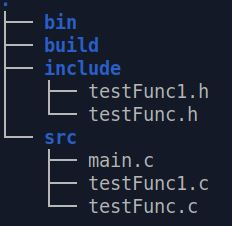 .
bin
build
include
testFunc1.h
testFunc.h
src
main.c
testFunc1.c
testFunc.c